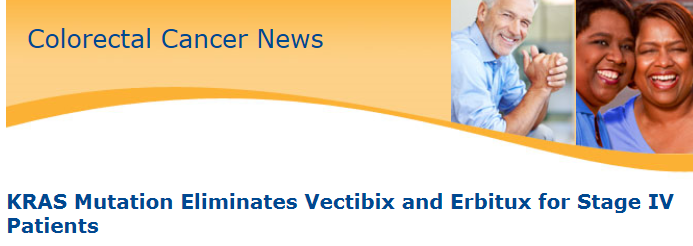 Colorectal Cancer News
KRAS Mutation Eliminates Vectibix and Erbitux for Stage IV
Patients